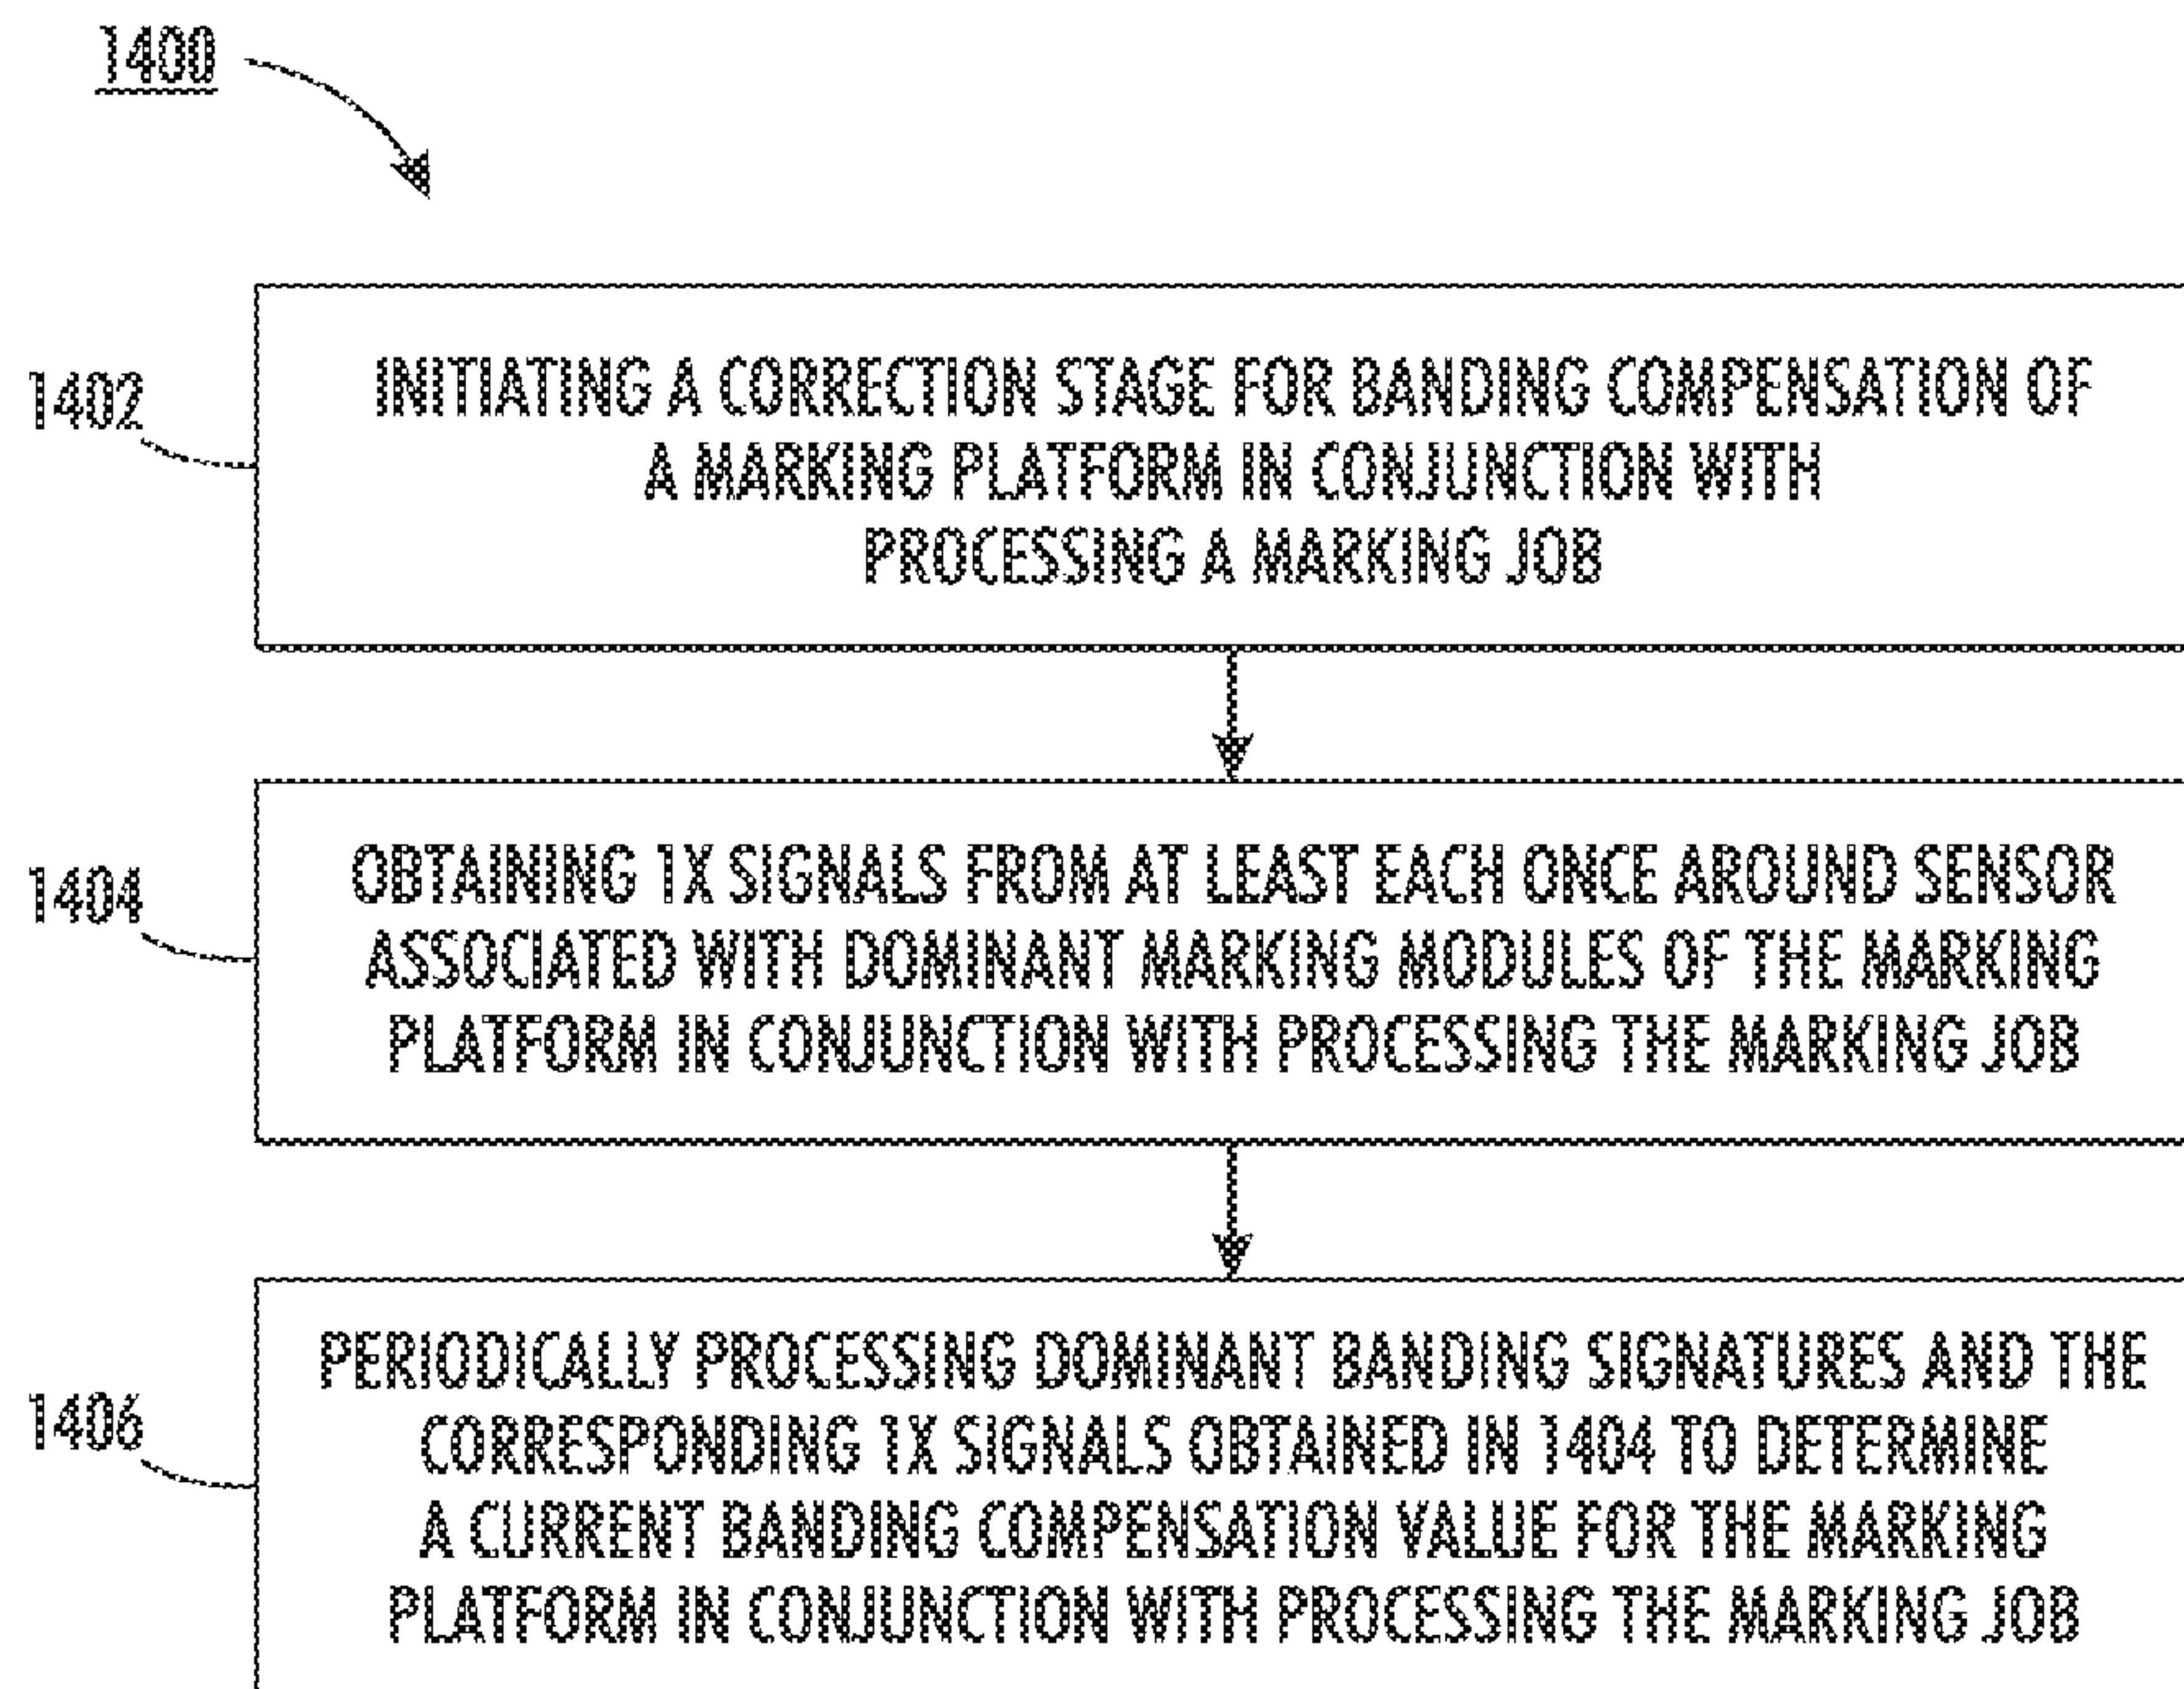 1400
1402
INITIATING A CORRECTION STAGE FOR BANDING COMPENSATION OF
A MARKING PLATFORM IN CONJUNCTION WITH
PROCESSING A MARKING JOB
1404
OBTAINING 1X SIGNALS FROM AT LEAST EACH ONCE AROUND SENSOR
ASSOCIATED WITH DOMINANT MARKING MODULES OF THE MARKING
PLATFORM IN CONJUNCTION WITH PROCESSING THE MARKING JOB
1406
PERIODICALLY PROCESSING DOMINANT BANDING SIGNATURES AND THE
CORRESPONDING 1X SIGNALS OBTAINED IN 1404 TO DETERMINE
A CURRENT BANDING COMPENSATION VALUE FOR THE MARKING
PLATFORM IN CONJUNCTION WITH PROCESSING THE MARKING JOB